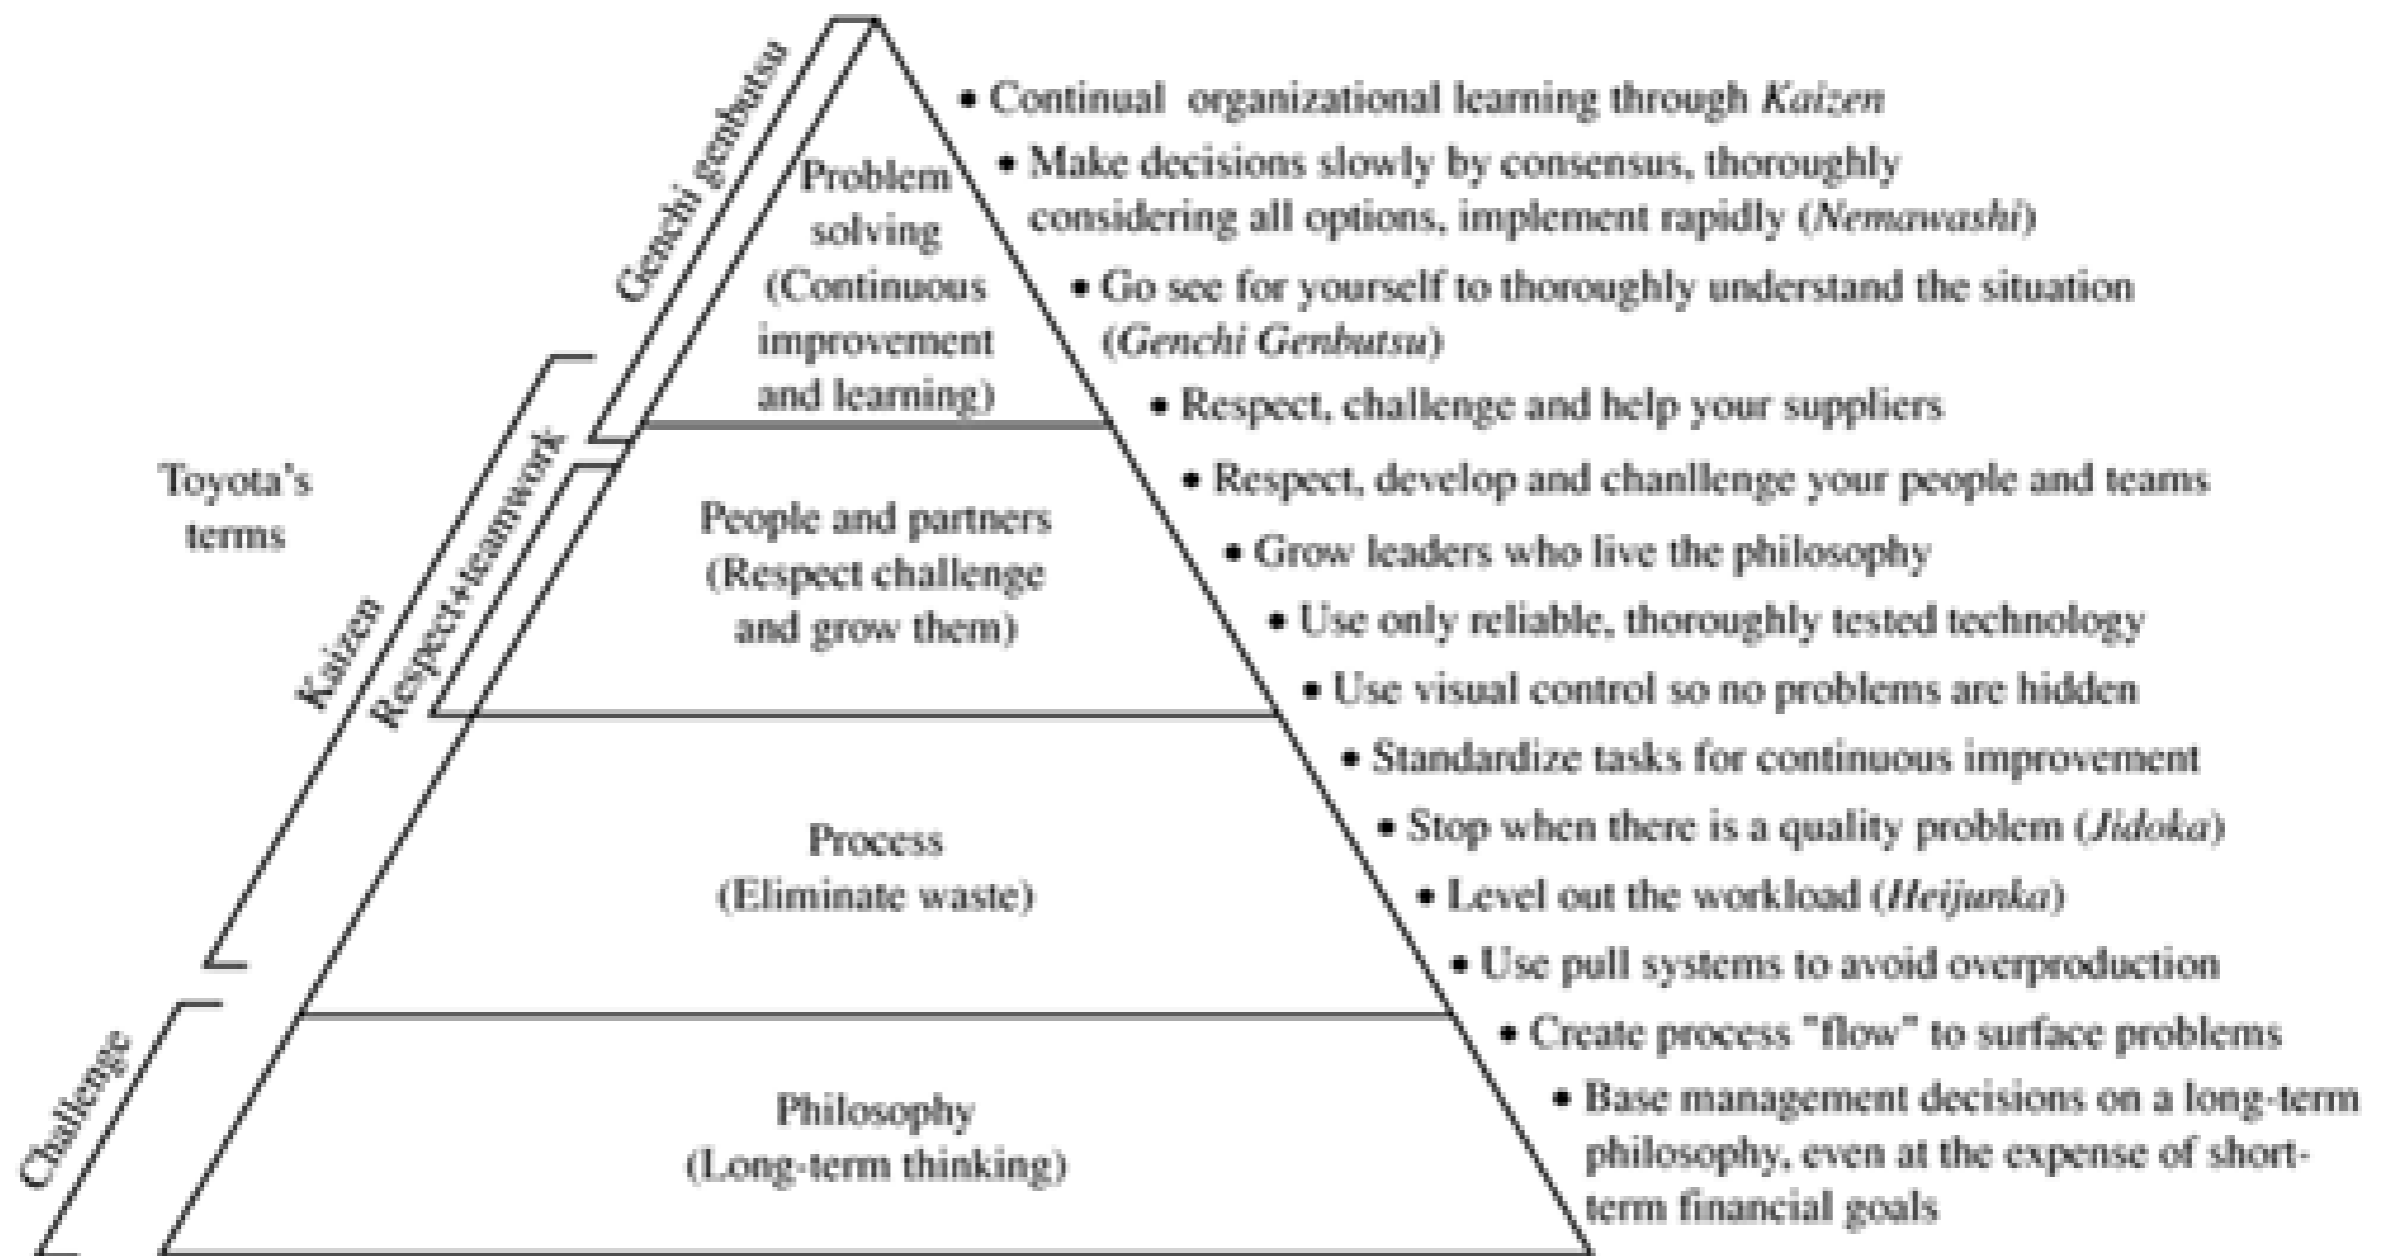 Genchi genbutsu
Kaizen
Respect+teamwork
Challenge
Toyota's
terms
Problem
solving
(Continuous
improvement
and learning)
People and partners
(Respect challenge
and grow them)
Process
(Eliminate waste)
Philosophy
(Long-term thinking)
• Continual organizational learning through Kaizen
• Make decisions slowly by consensus, thoroughly
considering all options, implement rapidly (Nemawashi)
• Go see for yourself to thoroughly understand the situation
(Genchi Genbutsu)
• Respect, challenge and help your suppliers
• Respect, develop and chanllenge your people and teams
• Grow leaders who live the philosophy
• Use only reliable, thoroughly tested technology
• Use visual control so no problems are hidden
• Standardize tasks for continuous improvement
• Stop when there is a quality problem (Jidoka)
• Level out the workload (Heijunka)
• Use pull systems to avoid overproduction
• Create process "flow" to surface problems
• Base management decisions on a long-term
philosophy, even at the expense of short-
term financial goals